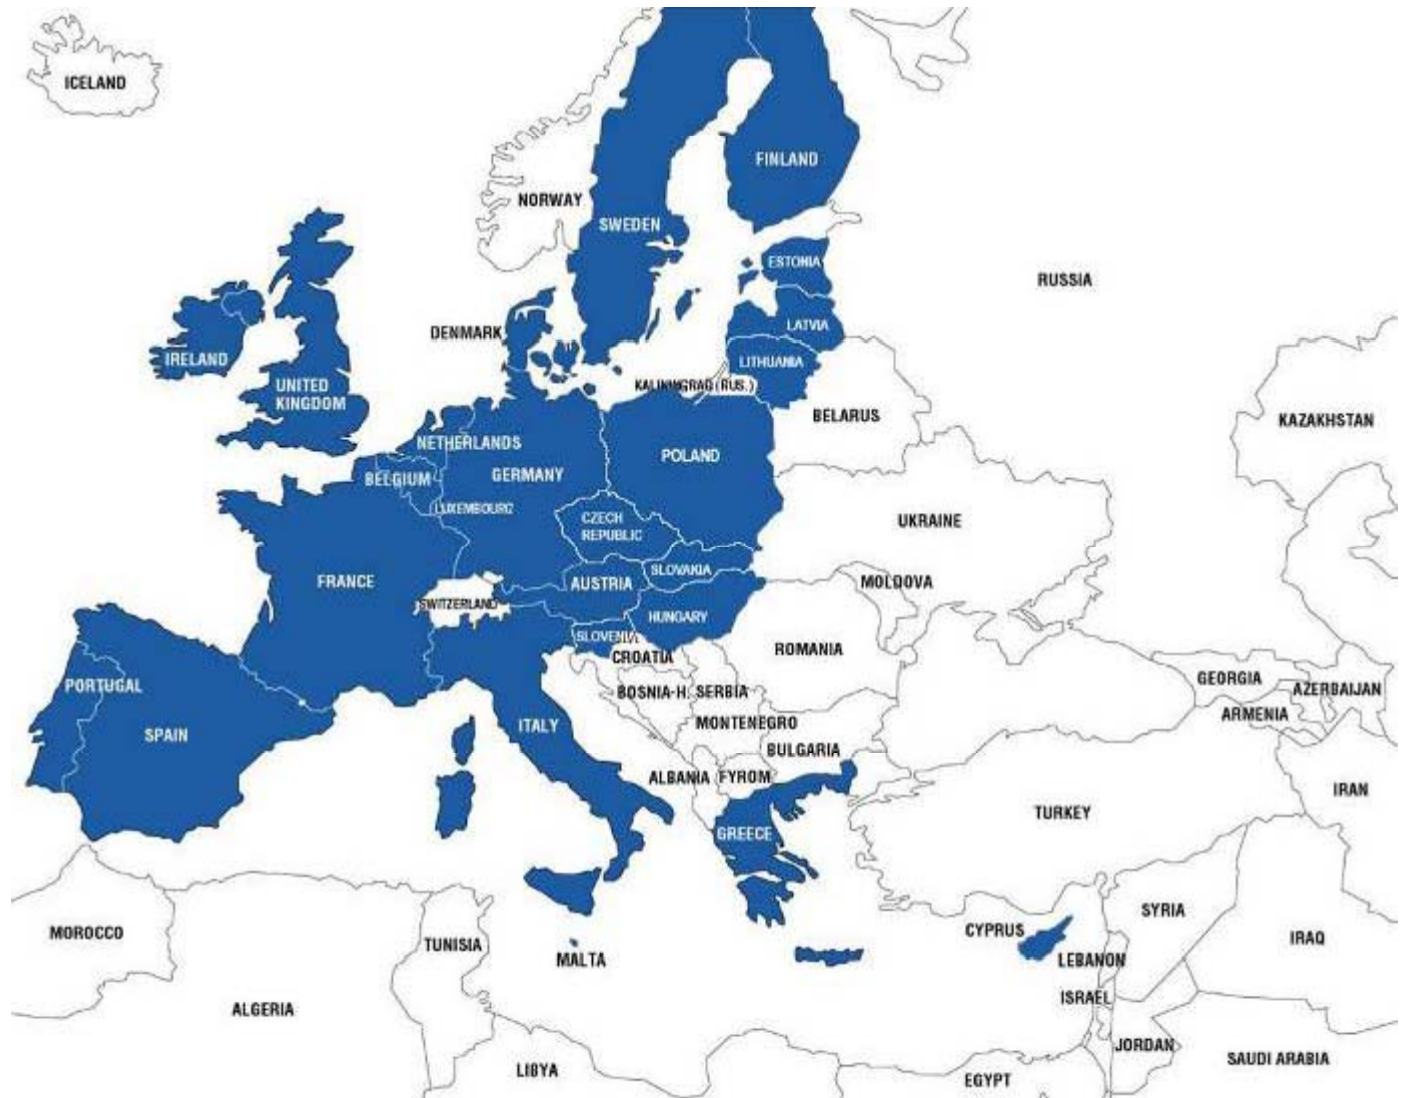 ICELAND
FINLAND
NORWAY
SWEDEN
ESTONIA
RUSSIA
LATVIA
DENMARK
IRELAND
LITHUANIA
UNITED
KINGDOM
KALININGRAD (RUS.)
BELARUS
KAZAKHSTAN
NETHERLANDS
POLAND
BELGIUM
GERMANY
LUXEMBOURG
CZECH
REPUBLIC
UKRAINE
SLOVAKIA
FRANCE
AUSTRIA
MOLDOVA
SWITZERLAND
HUNGARY
SLOVENIA
ROMANIA
CROATIA
PORTUGAL
BOSNIA-H.
SERBIA
GEORGIA
AZERBAIJAN
ARMENIA
SPAIN
ITALY
MONTENEGRO
BULGARIA
ALBANIA
FYROM
IRAN
TURKEY
GREECE
SYRIA
MOROCCO
TUNISIA
CYPRUS
IRAQ
MALTA
LEBANON
ISRAEL
ALGERIA
JORDAN
SAUDI ARABIA
LIBYA
EGYPT